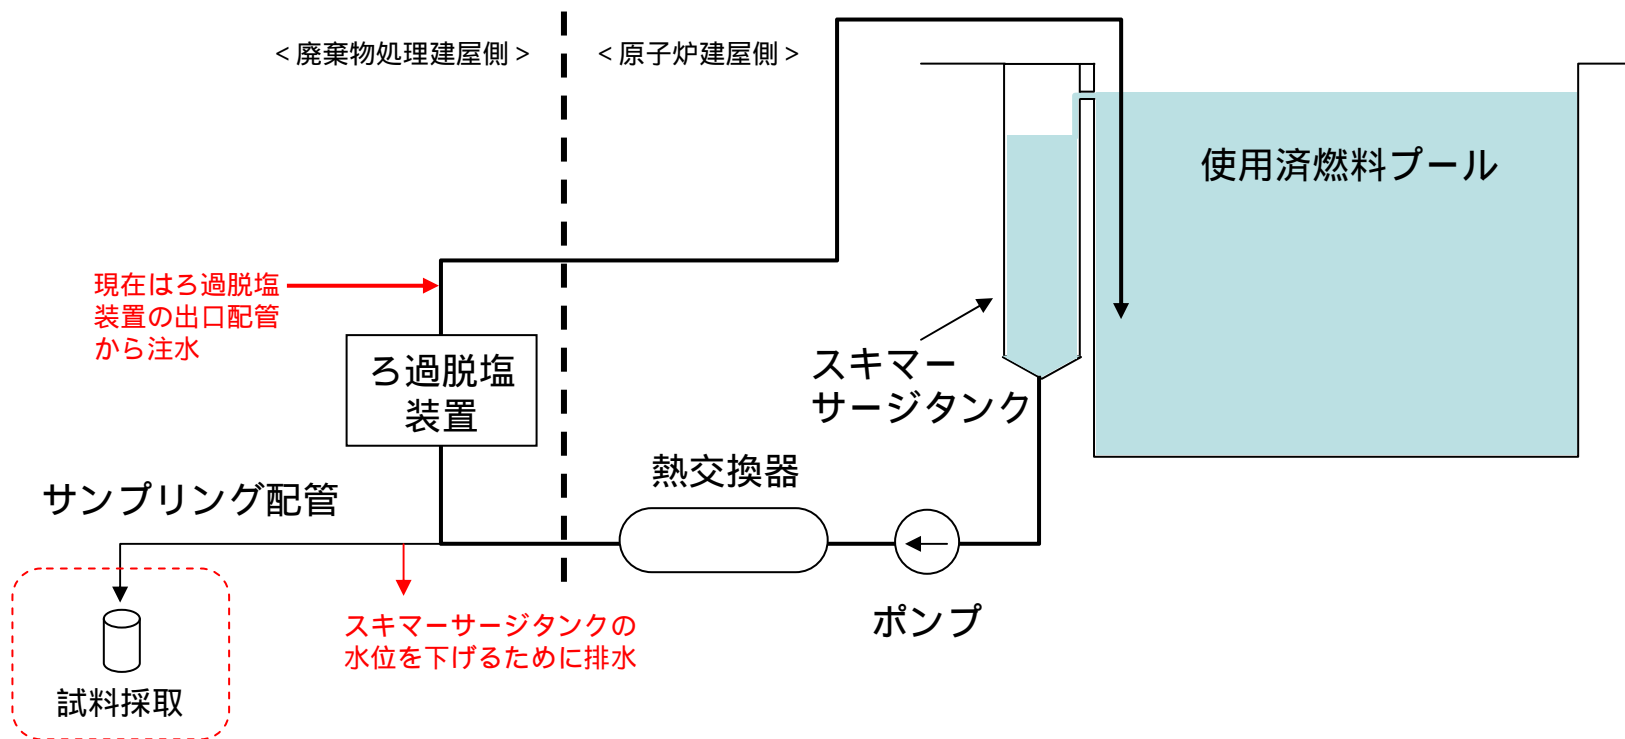 <廃棄物処理建屋側>
<原子炉建屋側>
使用済燃料プール
現在はろ過脱塩
装置の出口配管
から注水
ろ過脱塩
装置
スキマー
サージタンク
熱交換器
サンプリング配管
ポンプ
スキマーサージタンクの
水位を下げるために排水
試料採取